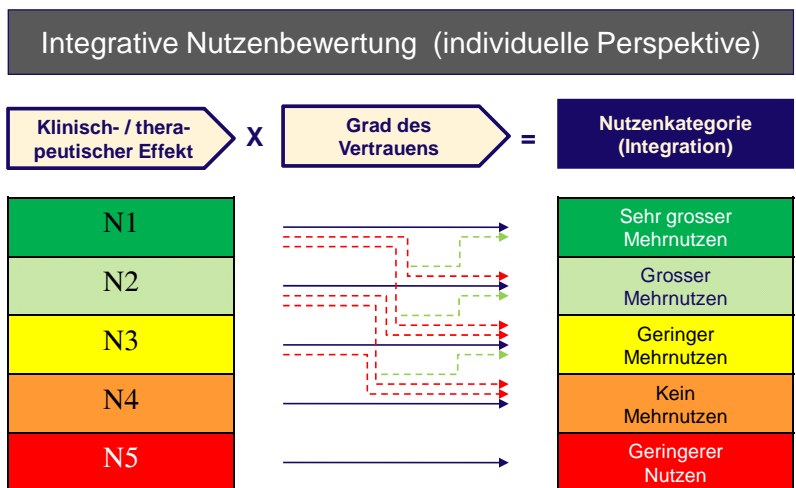 Integrative Nutzenbewertung (individuelle Perspektive)
Klinisch- / thera-
peutischer Effekt
X
Grad des
Vertrauens
=
Nutzenkategorie
(Integration)
N1
Sehr grosser
Mehrnutzen
N2
Grosser
Mehrnutzen
N3
Geringer
Mehrnutzen
N4
Kein
Mehrnutzen
N5
Geringerer
Nutzen